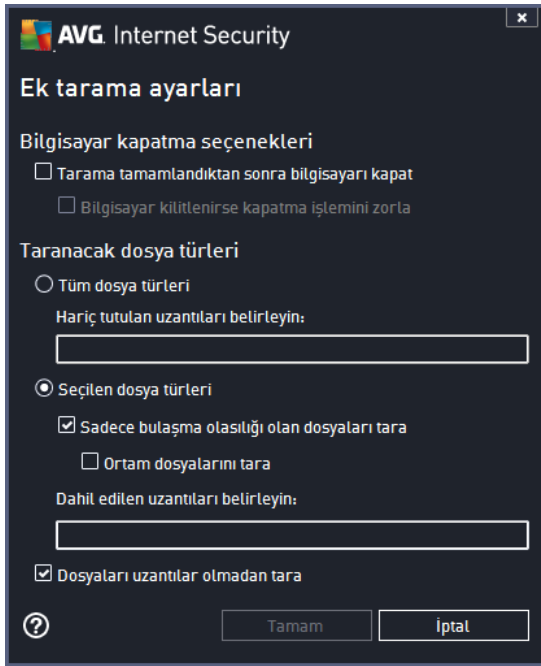 AVG. Internet Security
Ek tarama ayarları
Bilgisayar kapatma seçenekleri
Tarama tamamlandıktan sonra bilgisayarı kapat
Bilgisayar kilitlenirse kapatma işlemini zorla
Taranacak dosya türleri
Tüm dosya türleri
Hariç tutulan uzantıları belirleyin:
Seçilen dosya türleri
Sadece bulaşma olasılığı olan dosyaları tara
Ortam dosyalarını tara
Dahil edilen uzantıları belirleyin:
Dosyaları uzantılar olmadan tara
Tamam İptal